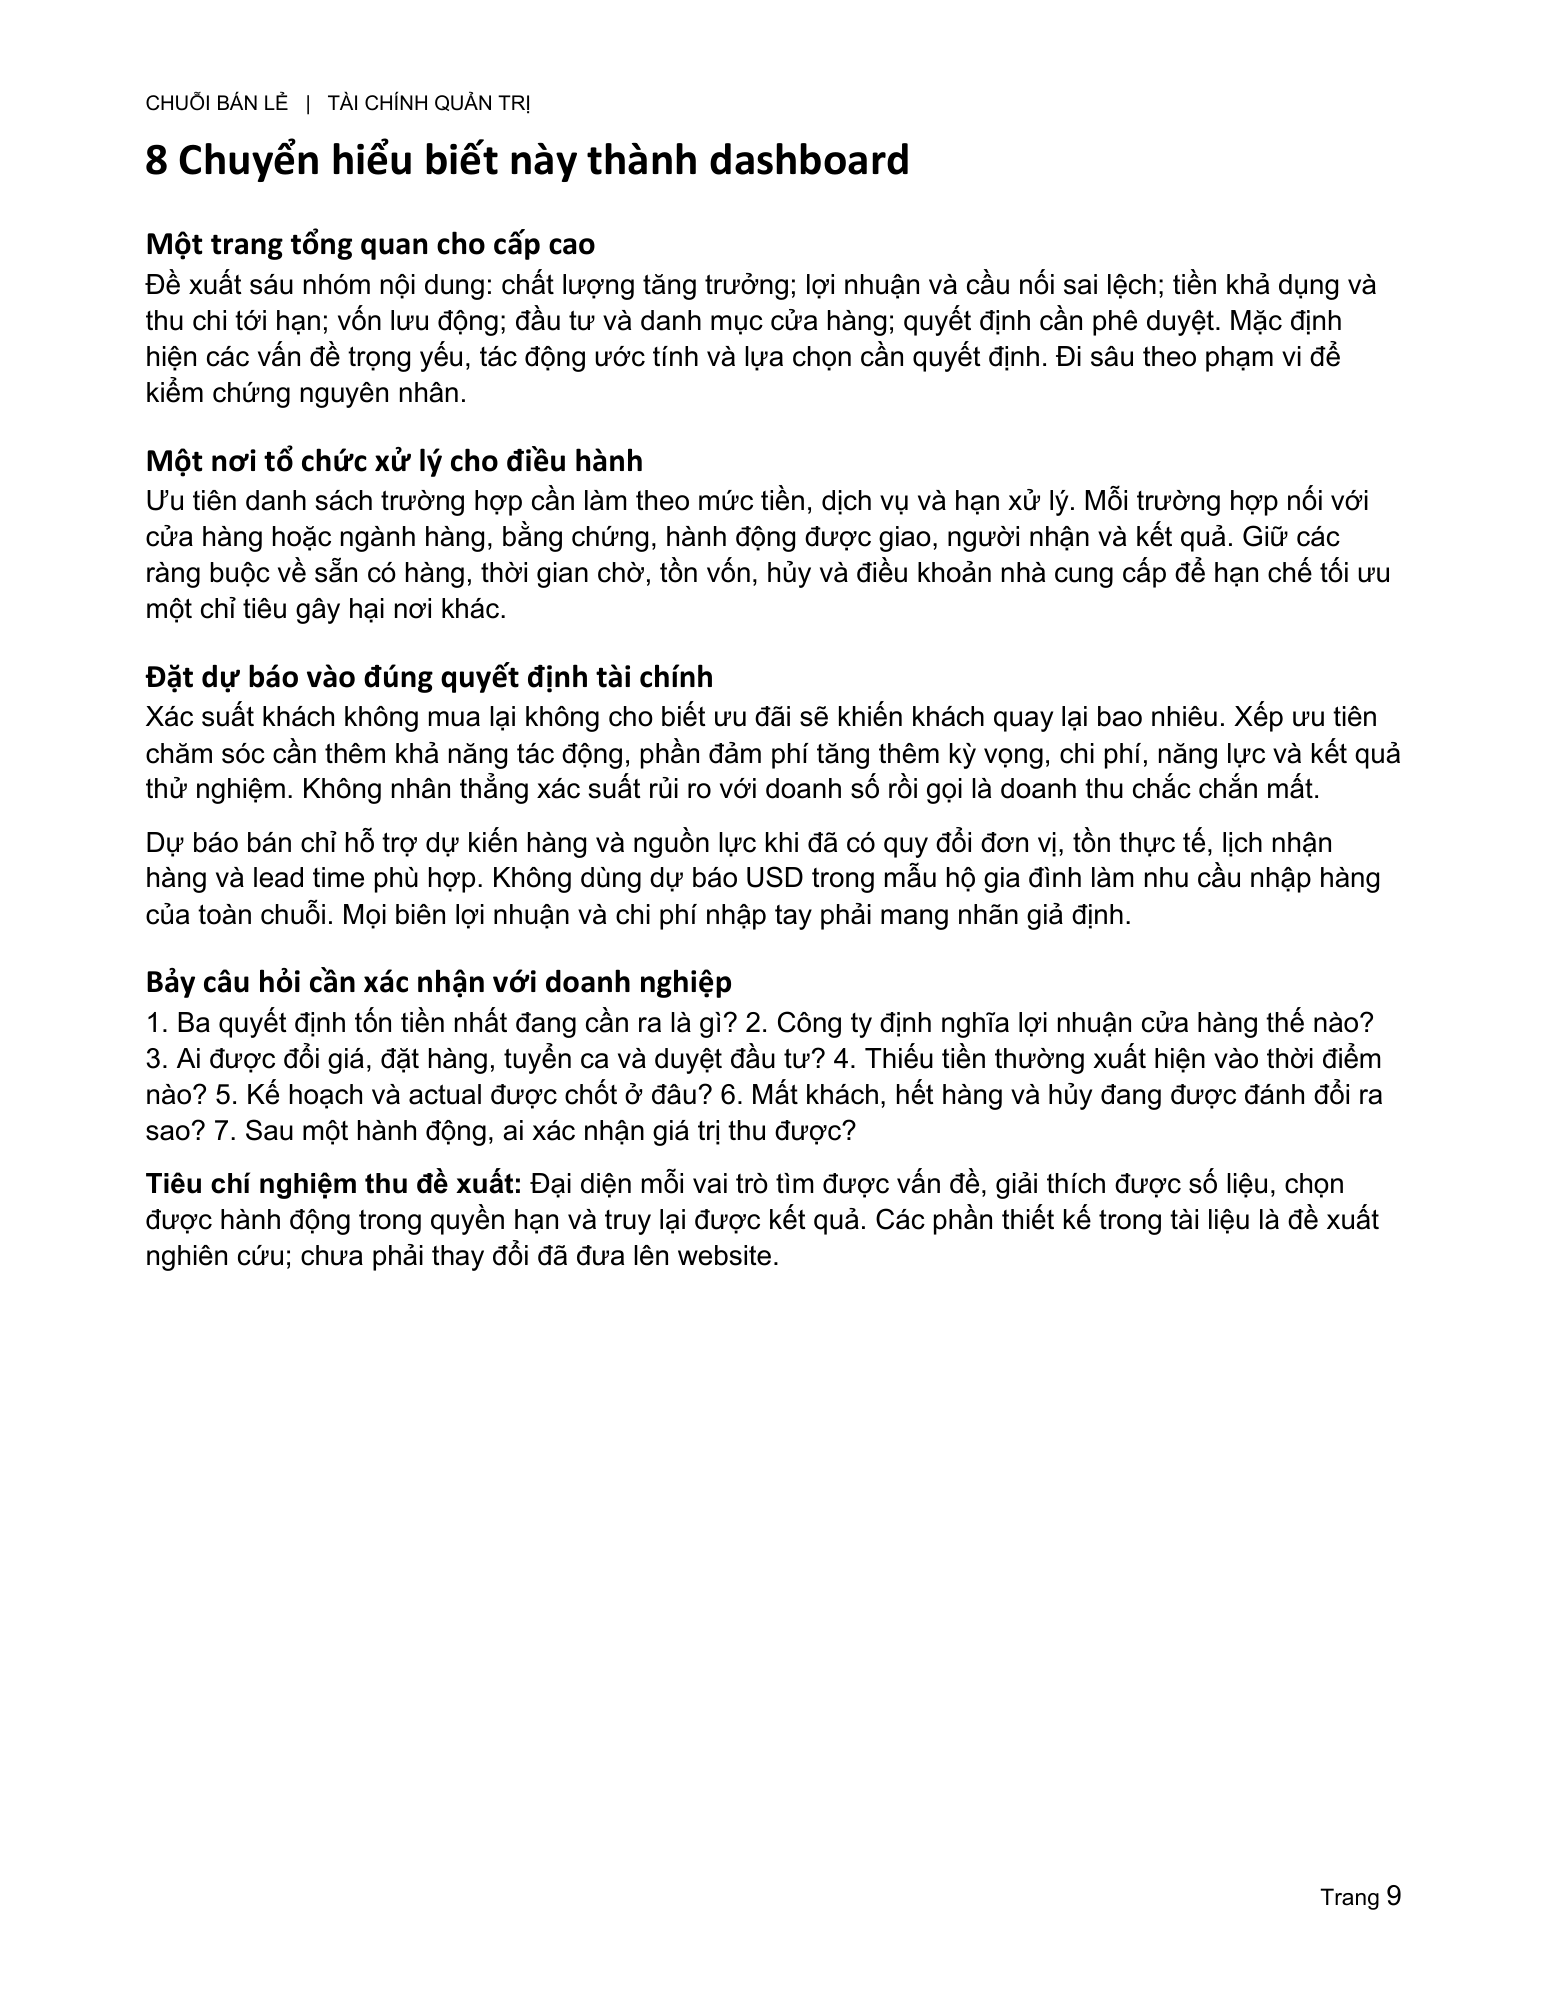 CHUỖI BÁN LẺ | TÀI CHÍNH QUẢN TRỊ
8 Chuyển hiểu biết này thành dashboard
Một trang tổng quan cho cấp cao
Đề xuất sáu nhóm nội dung: chất lượng tăng trưởng; lợi nhuận và cầu nối sai lệch; tiền khả dụng và
thu chi tới hạn; vốn lưu động; đầu tư và danh mục cửa hàng; quyết định cần phê duyệt. Mặc định
hiện các vấn đề trọng yếu, tác động ước tính và lựa chọn cần quyết định. Đi sâu theo phạm vi để
kiểm chứng nguyên nhân.
Một nơi tổ chức xử lý cho điều hành
Ưu tiên danh sách trường hợp cần làm theo mức tiền, dịch vụ và hạn xử lý. Mỗi trường hợp nối với
cửa hàng hoặc ngành hàng, bằng chứng, hành động được giao, người nhận và kết quả. Giữ các
ràng buộc về sẵn có hàng, thời gian chờ, tồn vốn, hủy và điều khoản nhà cung cấp để hạn chế tối ưu
một chỉ tiêu gây hại nơi khác.
Đặt dự báo vào đúng quyết định tài chính
Xác suất khách không mua lại không cho biết ưu đãi sẽ khiến khách quay lại bao nhiêu. Xếp ưu tiên
chăm sóc cần thêm khả năng tác động, phần đảm phí tăng thêm kỳ vọng, chi phí, năng lực và kết quả
thử nghiệm. Không nhân thẳng xác suất rủi ro với doanh số rồi gọi là doanh thu chắc chắn mất.
Dự báo bán chỉ hỗ trợ dự kiến hàng và nguồn lực khi đã có quy đổi đơn vị, tồn thực tế, lịch nhận
hàng và lead time phù hợp. Không dùng dự báo USD trong mẫu hộ gia đình làm nhu cầu nhập hàng
của toàn chuỗi. Mọi biên lợi nhuận và chi phí nhập tay phải mang nhãn giả định.
Bảy câu hỏi cần xác nhận với doanh nghiệp
1. Ba quyết định tốn tiền nhất đang cần ra là gì? 2. Công ty định nghĩa lợi nhuận cửa hàng thế nào?
3. Ai được đổi giá, đặt hàng, tuyển ca và duyệt đầu tư? 4. Thiếu tiền thường xuất hiện vào thời điểm
nào? 5. Kế hoạch và actual được chốt ở đâu? 6. Mất khách, hết hàng và hủy đang được đánh đổi ra
sao? 7. Sau một hành động, ai xác nhận giá trị thu được?
Tiêu chí nghiệm thu đề xuất: Đại diện mỗi vai trò tìm được vấn đề, giải thích được số liệu, chọn
được hành động trong quyền hạn và truy lại được kết quả. Các phần thiết kế trong tài liệu là đề xuất
nghiên cứu; chưa phải thay đổi đã đưa lên website.
Trang 9